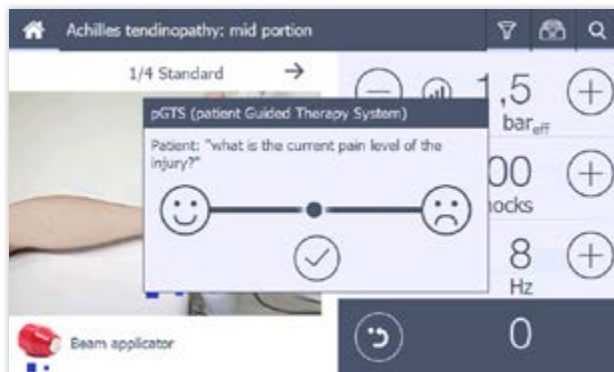 Achilles tendinopathy: mid portion
1/4 Standard →
1,5
bar_eff
pGTS (patient Guided Therapy System)
Patient: "what is the current pain level of the
injury?"
00
hocks
8
Hz
Beam applicator
0